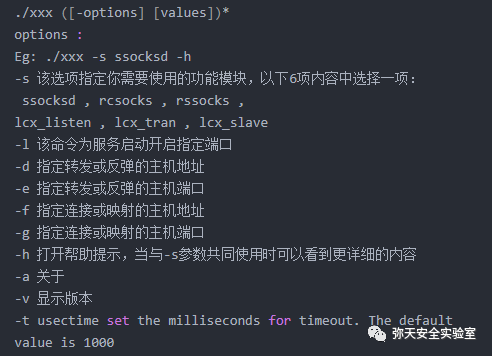 ./xxx ([-options] [values])*
options :
Eg: ./xxx -s ssocksd -h
-s 该选项指定你需要使用的功能模块，以下6项内容中选择一项：
ssocksd , rcsocks , rssocks ,
lcx_listen , lcx_tran , lcx_slave
-l 该命令为服务启动开启指定端口
-d 指定转发或反弹的主机地址
-e 指定转发或反弹的主机端口
-f 指定连接或映射的主机地址
-g 指定连接或映射的主机端口
-h 打开帮助提示，当与-s参数共同使用时可以看到更详细的内容
-a 关于
-v 显示版本
-t usectime set the milliseconds for timeout. The default
value is 1000
弥天安全实验室